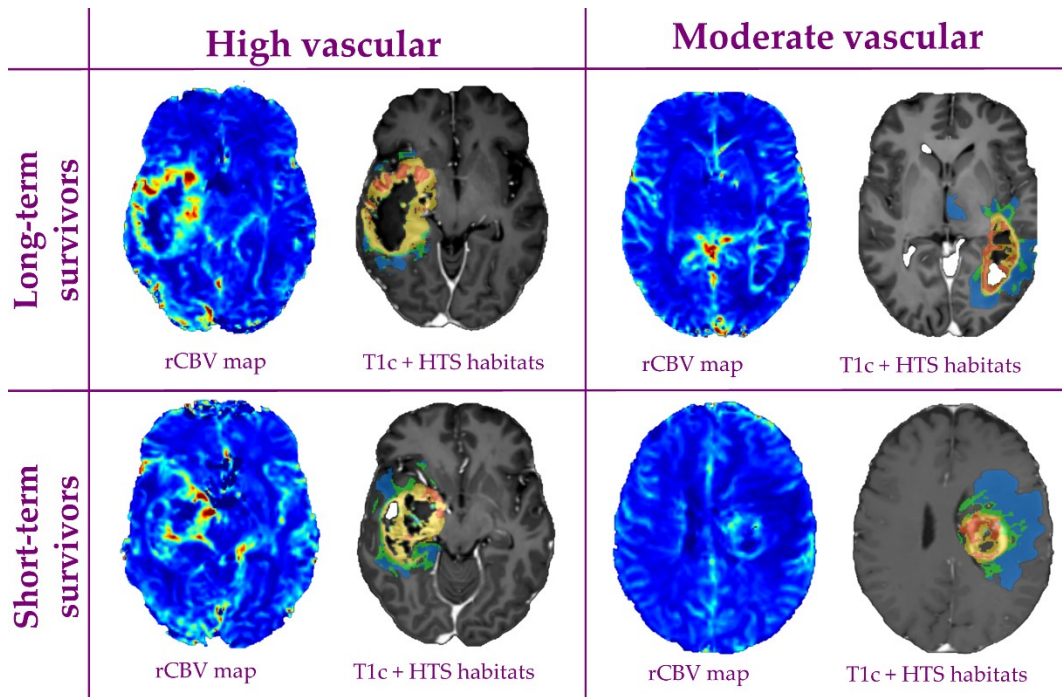 High vascular
Moderate vascular
Long-term
survivors
rCBV map
T1c + HTS habitats
rCBV map
T1c + HTS habitats
Short-term
survivors
rCBV map
T1c + HTS habitats
rCBV map
T1c + HTS habitats